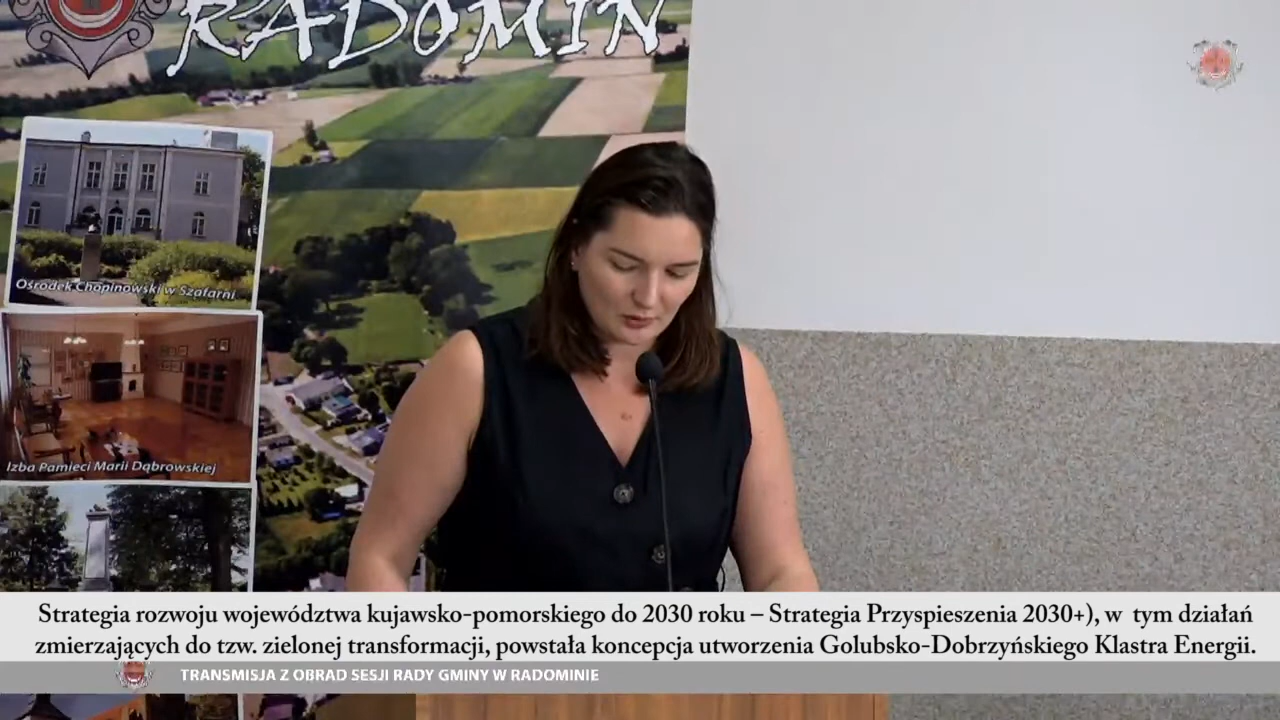 RADOMIN
Ośrodek Chopinowski w Szafarni
Izba Pamięci Marii Dąbrowskiej
Strategia rozwoju województwa kujawsko-pomorskiego do 2030 roku – Strategia Przyspieszenia 2030+), w tym działań
zmierzających do tzw. zielonej transformacji, powstała koncepcja utworzenia Golubsko-Dobrzyńskiego Klastra Energii.
TRANSMISJA Z OBRAD SESJI RADY GMINY W RADOMINIE